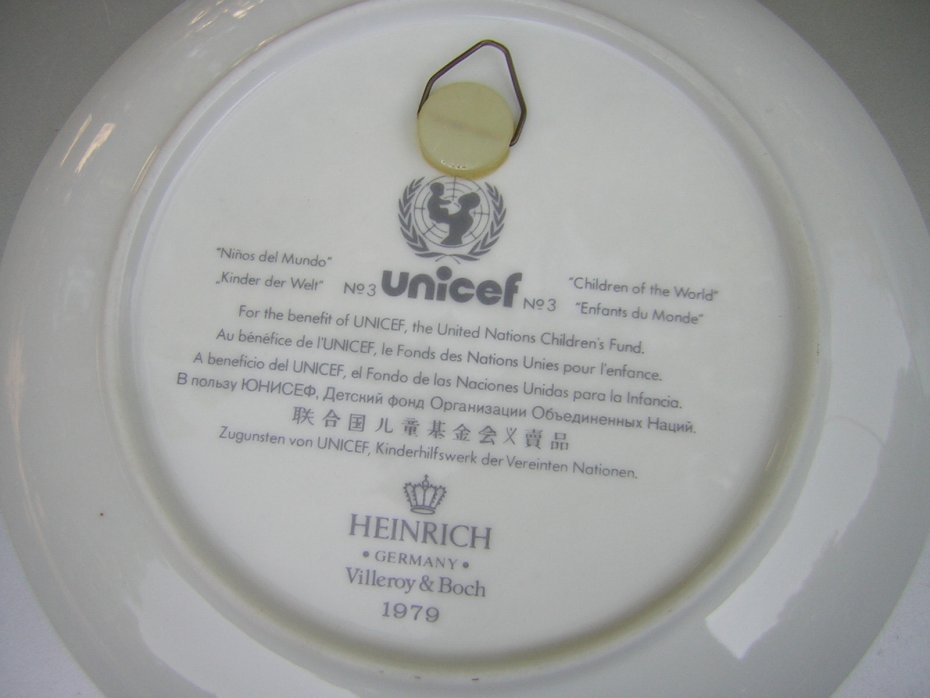 "Niños del Mundo"
„Kinder der Welt"
No 3 unicef No 3
"Children of the World"
"Enfants du Monde"
For the benefit of UNICEF, the United Nations Children's Fund.
Au bénéfice de l'UNICEF, le Fonds des Nations Unies pour l'enfance.
A beneficio del UNICEF, el Fondo de las Naciones Unidas para la Infancia.
В пользу ЮНИСЕФ, Детский фонд Организации Объединенных Наций.
联合国儿童基金会义賣品
Zugunsten von UNICEF, Kinderhilfswerk der Vereinten Nationen.
HEINRICH
• GERMANY •
Villeroy & Boch
1979